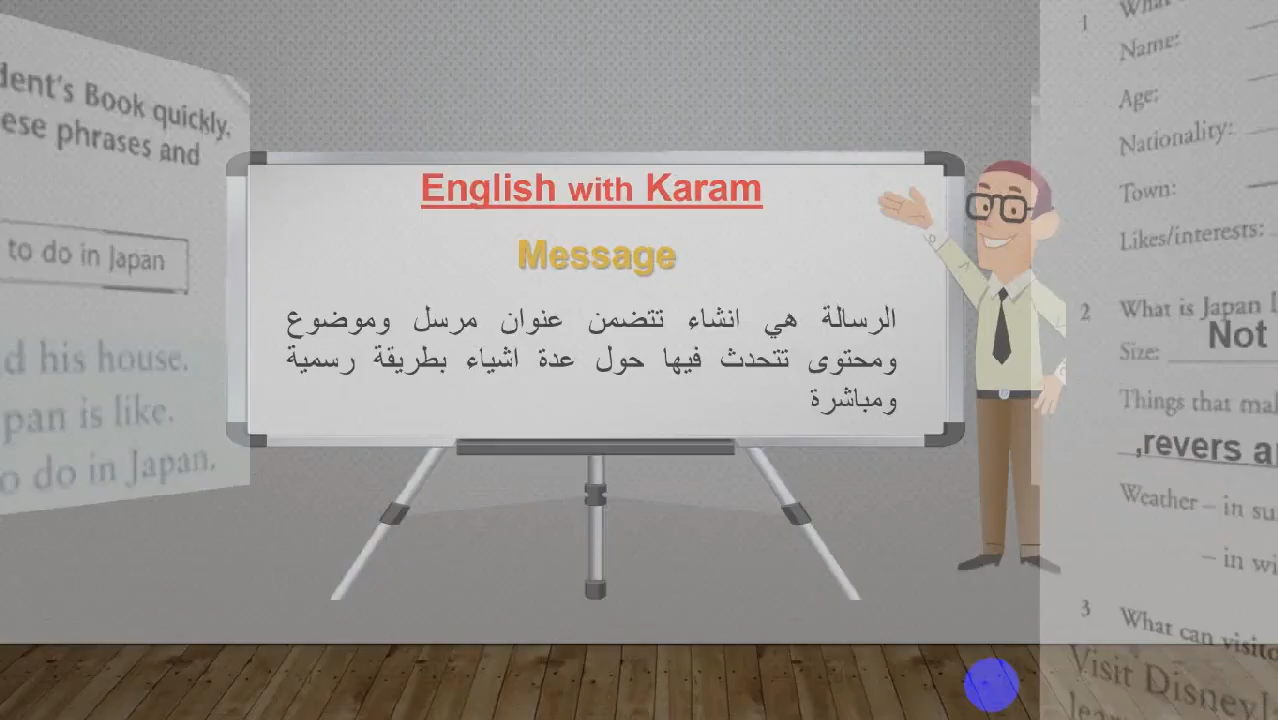 dent's Book quickly.
ese phrases and
to do in Japan
d his house.
pan is like.
o do in Japan.
English with Karam
Message
الرسالة هي انشاء تتضمن عنوان مرسل وموضوع
ومحتوى تتحدث فيها حول عدة اشياء بطريقة رسمية
ومباشرة
1 What
Name:
Age:
Nationality:
Town:
Likes/interests:
2 What is Japan
Not
Size:
Things that mak
,revers a
Weather – in su
– in wi
3 What can visito
Visit Disneyl